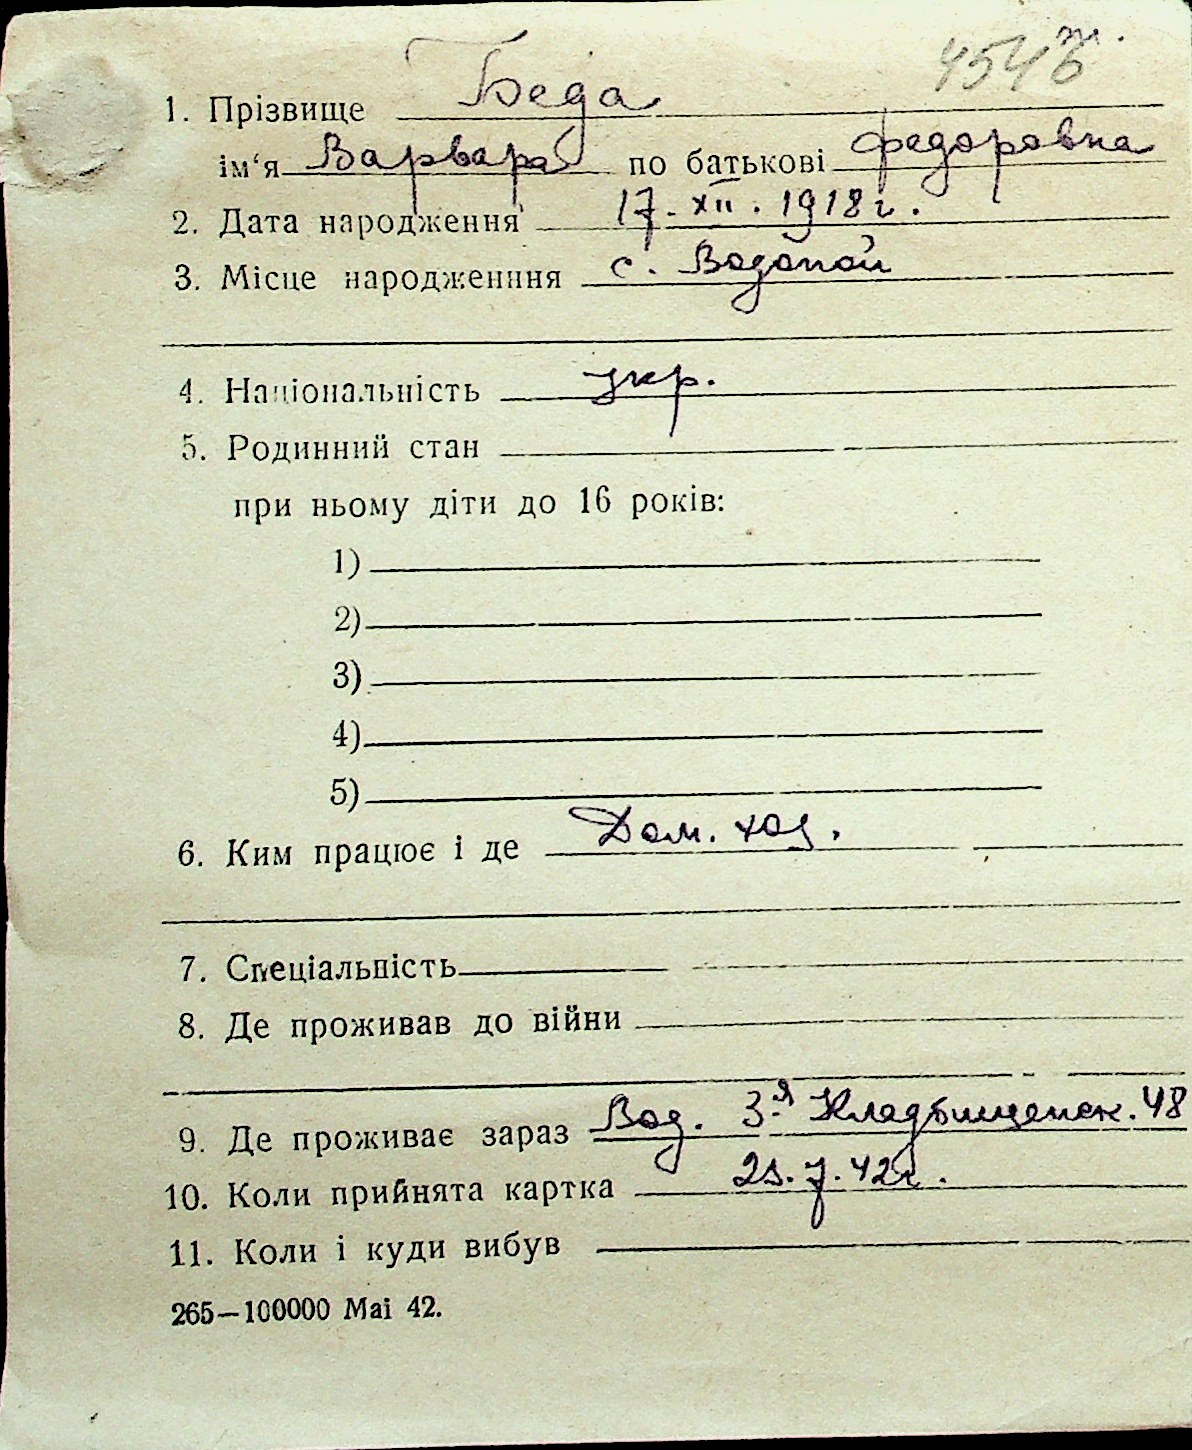 454б
1. Прізвище Беда
ім‘я Варвара по батькові Федоровна
2. Дата народження 17. XII. 1918 г.
3. Місце народженння с. Водопой
4. Національність укр.
5. Родинний стан
при ньому діти до 16 років:
1)
2)
3)
4)
5)
6. Ким працює і де Дом. хоз.
7. Спеціальність
8. Де проживав до війни
9. Де проживає зараз Вод. 3-я Кладбищенск. 48
10. Коли прийнята картка 7. 42 г.
11. Коли і куди вибув
265—100000 Mai 42.